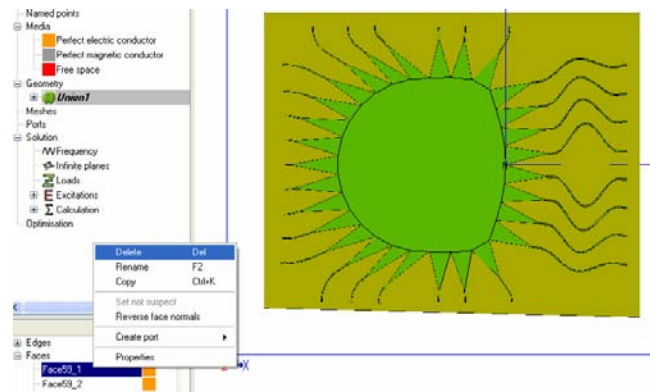 Named points
Media
Perfect electric conductor
Perfect magnetic conductor
Free space
Geometry
Union1
Meshes
Ports
Solution
Frequency
Infinite planes
Loads
Excitations
Calculation
Optimisation
Delete Del
Rename F2
Copy Ctrl+K
Set not suspect
Reverse face normals
Create port
Properties
Edges
Faces
Face59_1
Face59_2
X